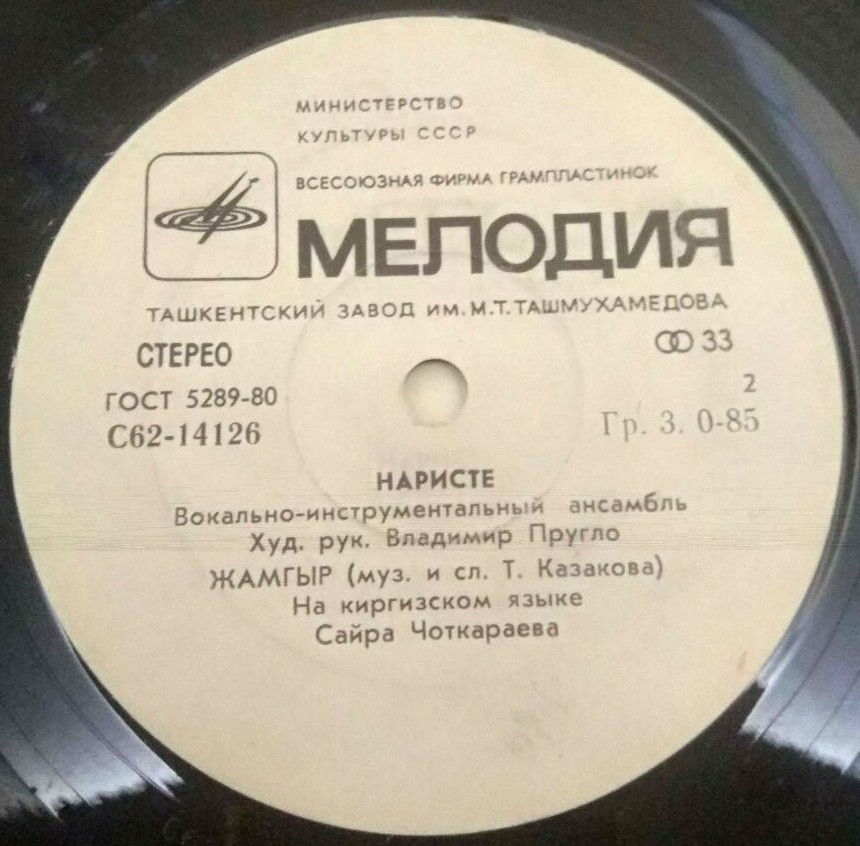 МИНИСТЕРСТВО
КУЛЬТУРЫ СССР
ВСЕСОЮЗНАЯ ФИРМА ГРАМПЛАСТИНОК
МЕЛОДИЯ
ТАШКЕНТСКИЙ ЗАВОД ИМ. М.Т. ТАШМУХАМЕДОВА
СТЕРЕО 33
ГОСТ 5289-80 2
С62-14126 Гр. 3. 0-85
НАРИСТЕ
Вокально-инструментальный ансамбль
Худ. рук. Владимир Пругло
ЖАМГЫР (муз. и сл. Т. Казакова)
На киргизском языке
Сайра Чоткараева